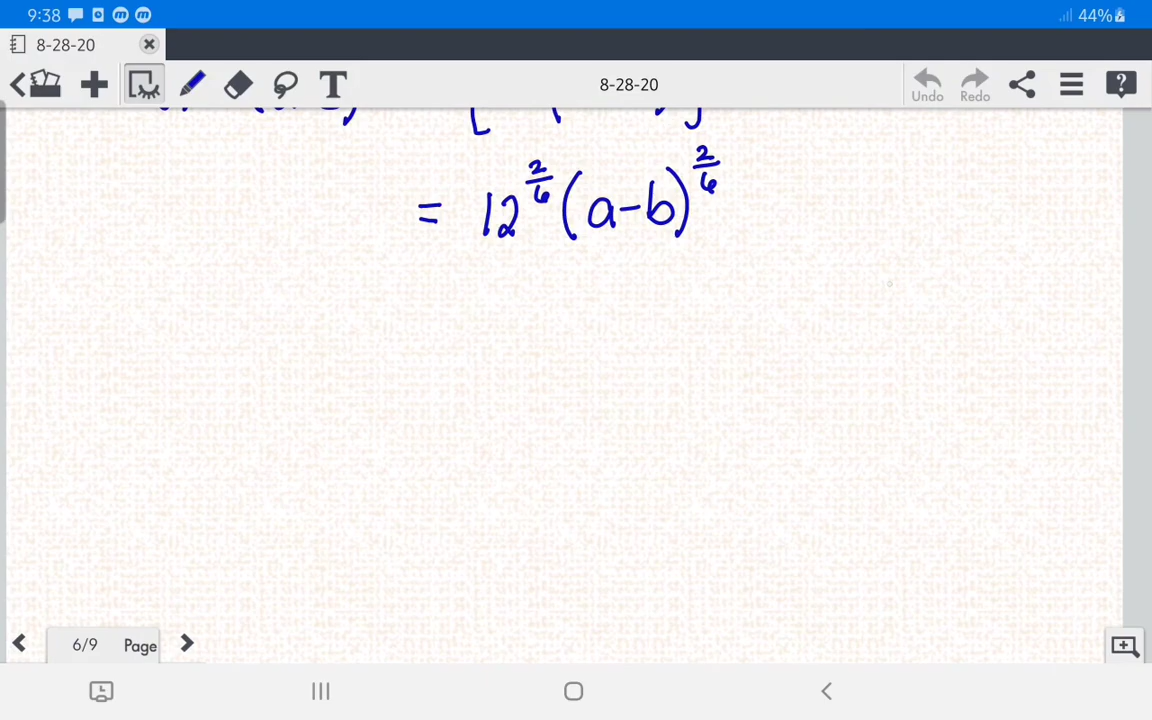 9:38 44%
8-28-20
T 8-28-20 Undo Redo ?
= 12^{2/6} (a-b)^{2/6}
6/9 Page